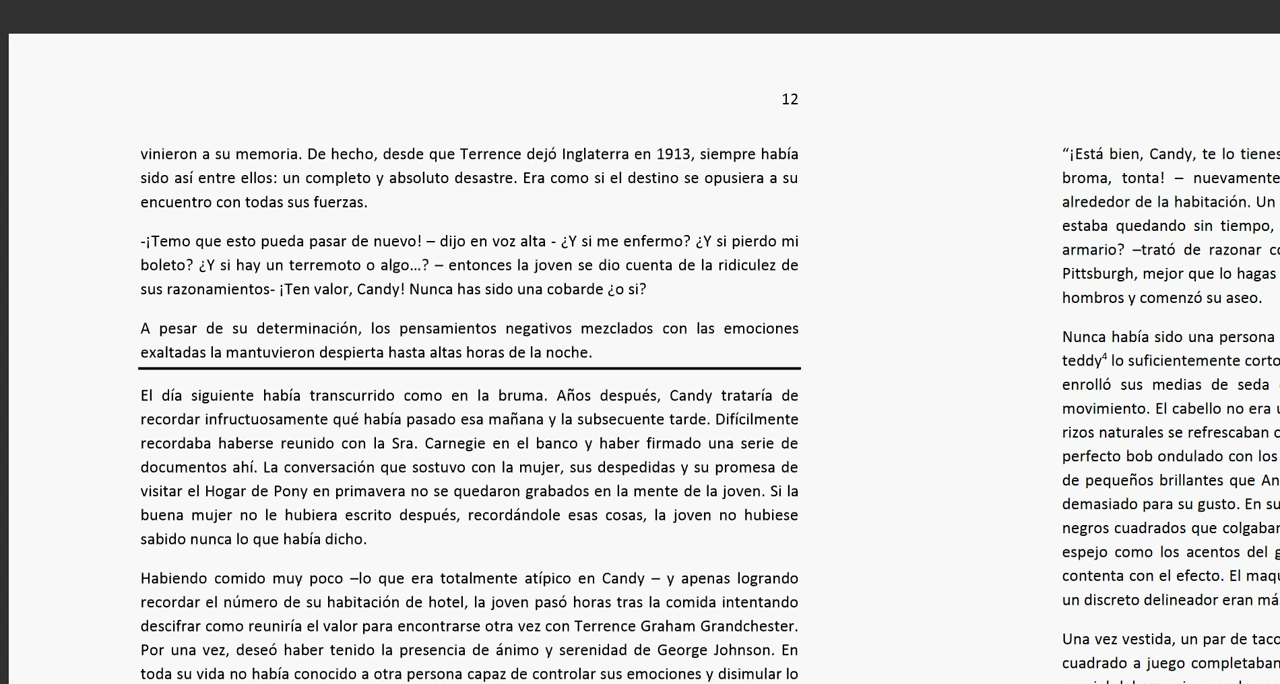 12
vinieron a su memoria. De hecho, desde que Terrence dejó Inglaterra en 1913, siempre había
sido así entre ellos: un completo y absoluto desastre. Era como si el destino se opusiera a su
encuentro con todas sus fuerzas.
-¡Temo que esto pueda pasar de nuevo! – dijo en voz alta - ¿Y si me enfermo? ¿Y si pierdo mi
boleto? ¿Y si hay un terremoto o algo…? – entonces la joven se dio cuenta de la ridiculez de
sus razonamientos- ¡Ten valor, Candy! Nunca has sido una cobarde ¿o si?
A pesar de su determinación, los pensamientos negativos mezclados con las emociones
exaltadas la mantuvieron despierta hasta altas horas de la noche.
El día siguiente había transcurrido como en la bruma. Años después, Candy trataría de
recordar infructuosamente qué había pasado esa mañana y la subsecuente tarde. Difícilmente
recordaba haberse reunido con la Sra. Carnegie en el banco y haber firmado una serie de
documentos ahí. La conversación que sostuvo con la mujer, sus despedidas y su promesa de
visitar el Hogar de Pony en primavera no se quedaron grabados en la mente de la joven. Si la
buena mujer no le hubiera escrito después, recordándole esas cosas, la joven no hubiese
sabido nunca lo que había dicho.
Habiendo comido muy poco –lo que era totalmente atípico en Candy – y apenas logrando
recordar el número de su habitación de hotel, la joven pasó horas tras la comida intentando
descifrar como reuniría el valor para encontrarse otra vez con Terrence Graham Grandchester.
Por una vez, deseó haber tenido la presencia de ánimo y serenidad de George Johnson. En
toda su vida no había conocido a otra persona capaz de controlar sus emociones y disimular lo
“¡Está bien, Candy, te lo tienes
broma, tonta! – nuevamente
alrededor de la habitación. Un
estaba quedando sin tiempo,
armario? –trató de razonar
Pittsburgh, mejor que lo hagas
hombros y comenzó su aseo.
Nunca había sido una persona
teddy4 lo suficientemente corto
enrolló sus medias de seda
movimiento. El cabello no era
rizos naturales se refrescaban
perfecto bob ondulado con los
de pequeños brillantes que
demasiado para su gusto. En
negros cuadrados que
espejo como los acentos del
contenta con el efecto. El
un discreto delineador eran
Una vez vestida, un par de
cuadrado a juego